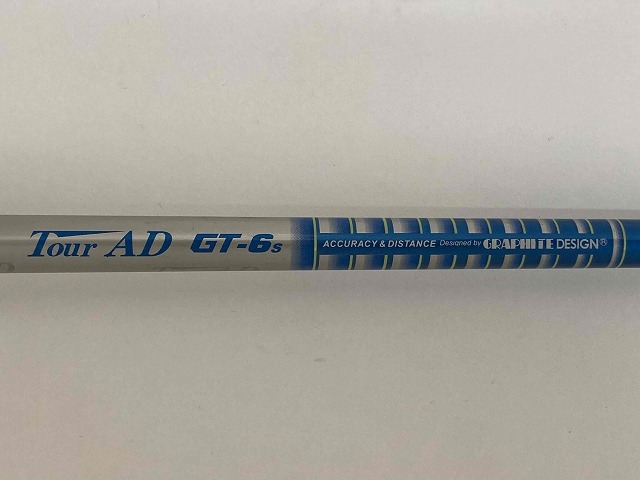 Tour AD GT-6s ACCURACY & DISTANCE Designed by GRAPHITE DESIGN®